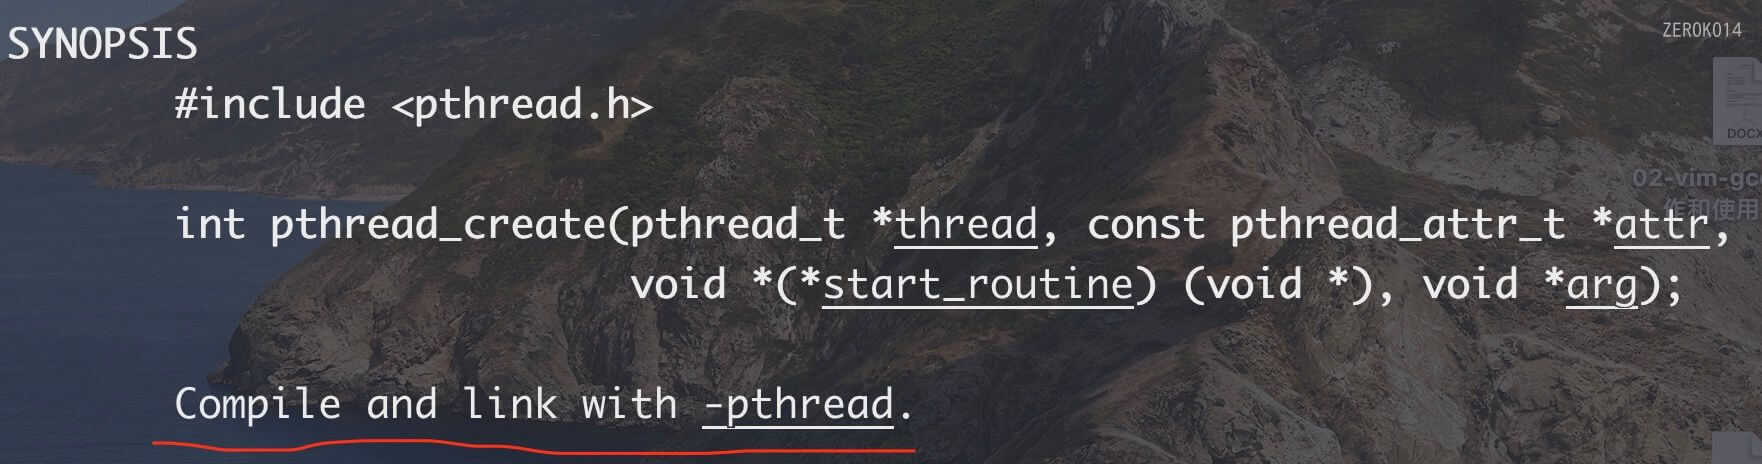 SYNOPSIS
ZEROKO14
#include <pthread.h>
DOCX
02-vim-gc
作和使用
int pthread_create(pthread_t *thread, const pthread_attr_t *attr,
void *(*start_routine) (void *), void *arg);
Compile and link with -pthread.